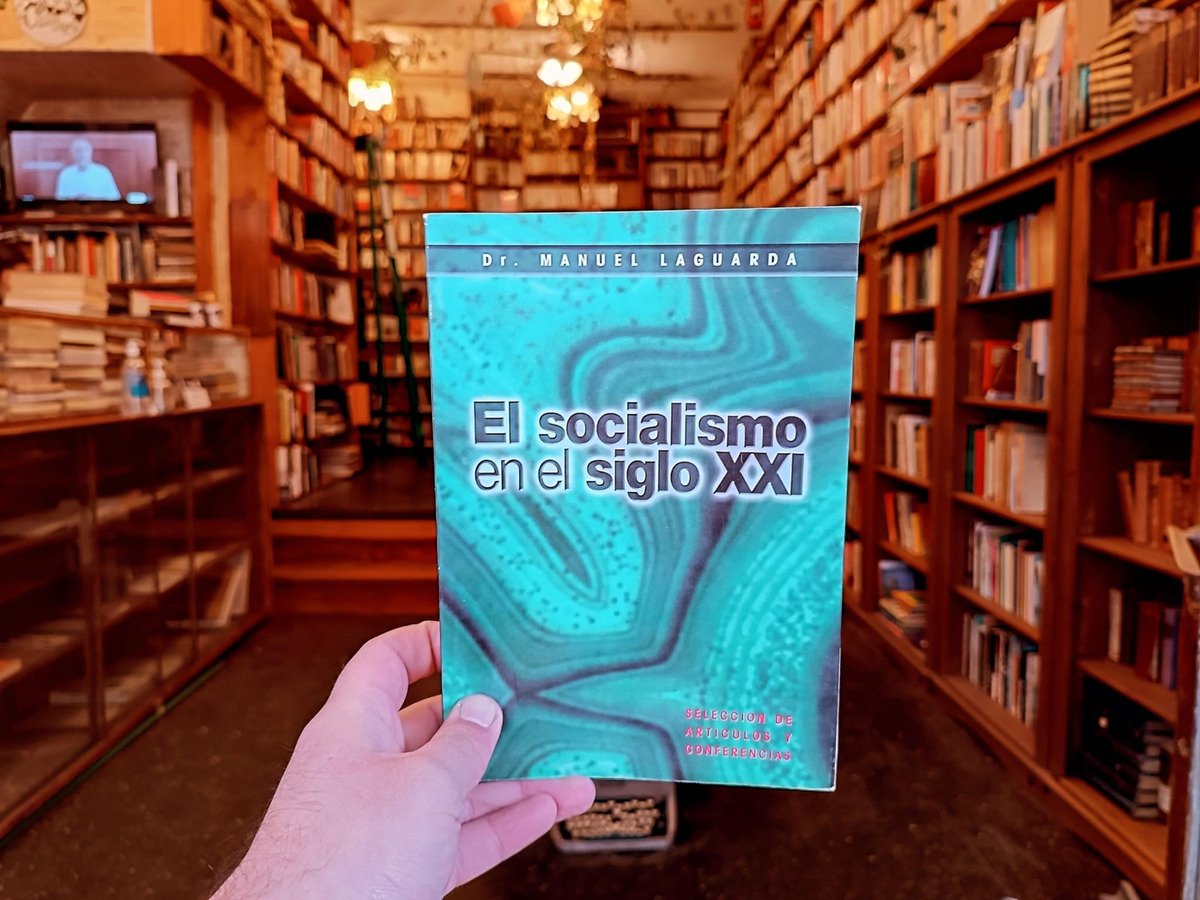 Dr. MANUEL LAGUARDA
El socialismo
en el siglo XXI
SELECCION DE
ARTICULOS Y
CONFERENCIAS